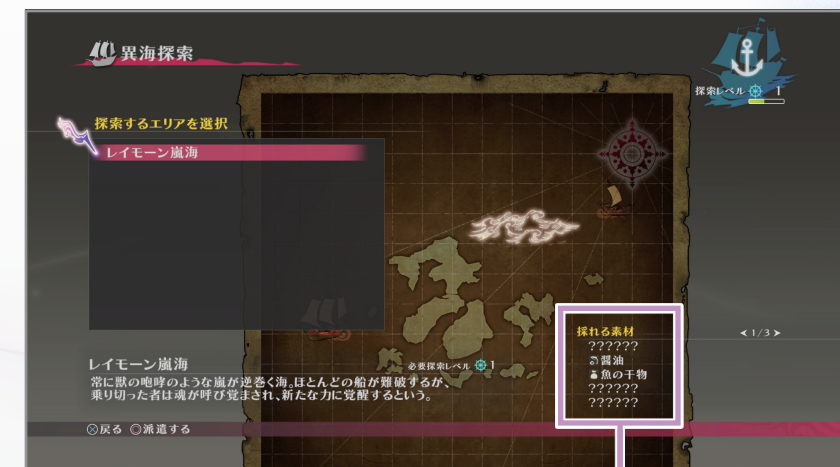 異海探索
探索レベル 1
探索するエリアを選択
レイモーン嵐海
採れる素材
??????
醤油
魚の干物
??????
??????
<1/3>
レイモーン嵐海
必要探索レベル 1
常に獣の咆哮のような嵐が逆巻く海。ほとんどの船が難破するが、
乗り切った者は魂が呼び覚まされ、新たな力に覚醒するという。
⊗戻る ◎派遣する